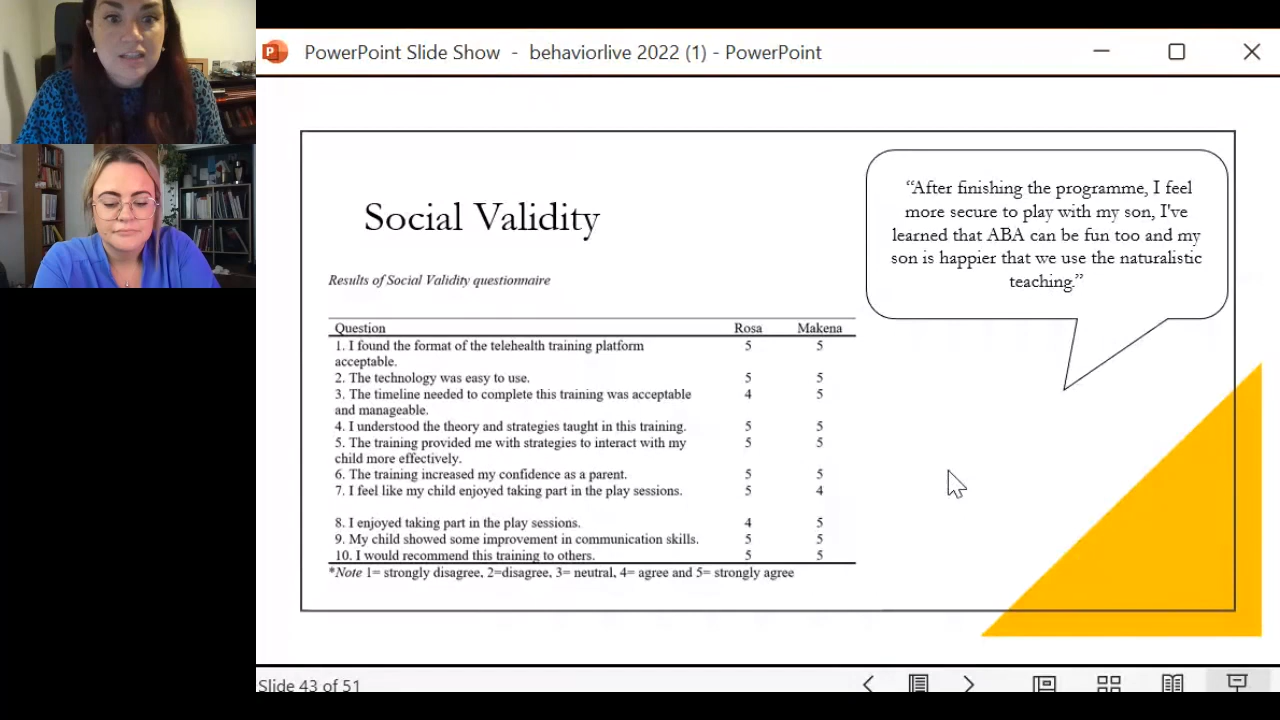 PowerPoint Slide Show - behaviorlive 2022 (1) - PowerPoint
Social Validity
Results of Social Validity questionnaire
Question Rosa Makena
1. I found the format of the telehealth training platform 5 5
acceptable.
2. The technology was easy to use. 5 5
3. The timeline needed to complete this training was acceptable 4 5
and manageable.
4. I understood the theory and strategies taught in this training. 5 5
5. The training provided me with strategies to interact with my 5 5
child more effectively.
6. The training increased my confidence as a parent. 5 5
7. I feel like my child enjoyed taking part in the play sessions. 5 4
8. I enjoyed taking part in the play sessions. 4 5
9. My child showed some improvement in communication skills. 5 5
10. I would recommend this training to others. 5 5
*Note 1= strongly disagree, 2=disagree, 3= neutral, 4= agree and 5= strongly agree
“After finishing the programme, I feel
more secure to play with my son, I've
learned that ABA can be fun too and my
son is happier that we use the naturalistic
teaching.”
Slide 43 of 51